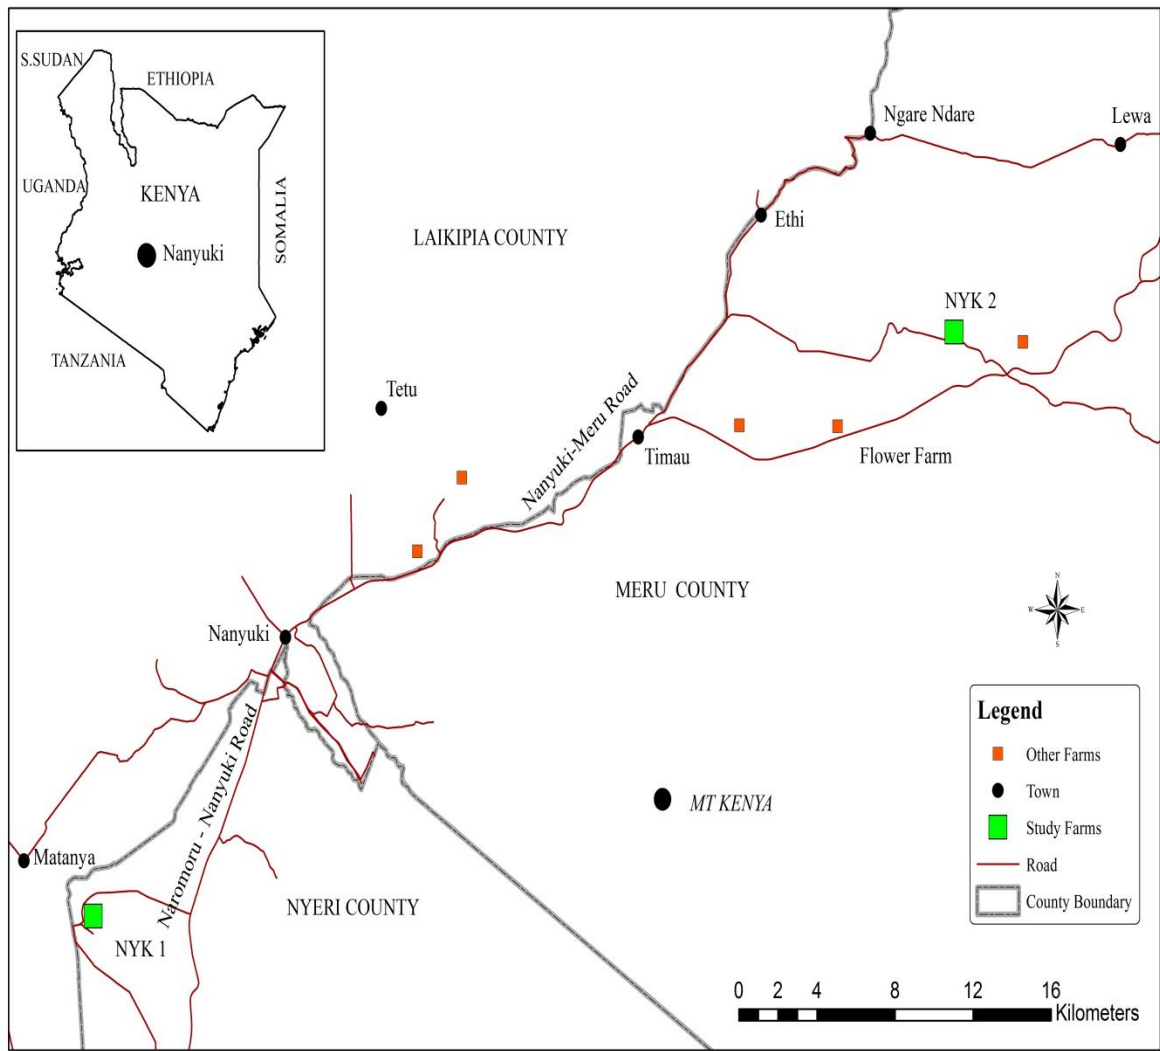 S.SUDAN
ETHIOPIA
UGANDA
KENYA
SOMALIA
Nanyuki
TANZANIA
Ngare Ndare
Lewa
Ethi
LAIKIPIA COUNTY
NYK 2
Tetu
Nanyuki-Meru Road
Timau
Flower Farm
MERU COUNTY
N
W
E
S
Nanyuki
Naromoru - Nanyuki Road
MT KENYA
Matanya
NYERI COUNTY
NYK 1
Legend
Other Farms
Town
Study Farms
Road
County Boundary
0 2 4 8 12 16
Kilometers